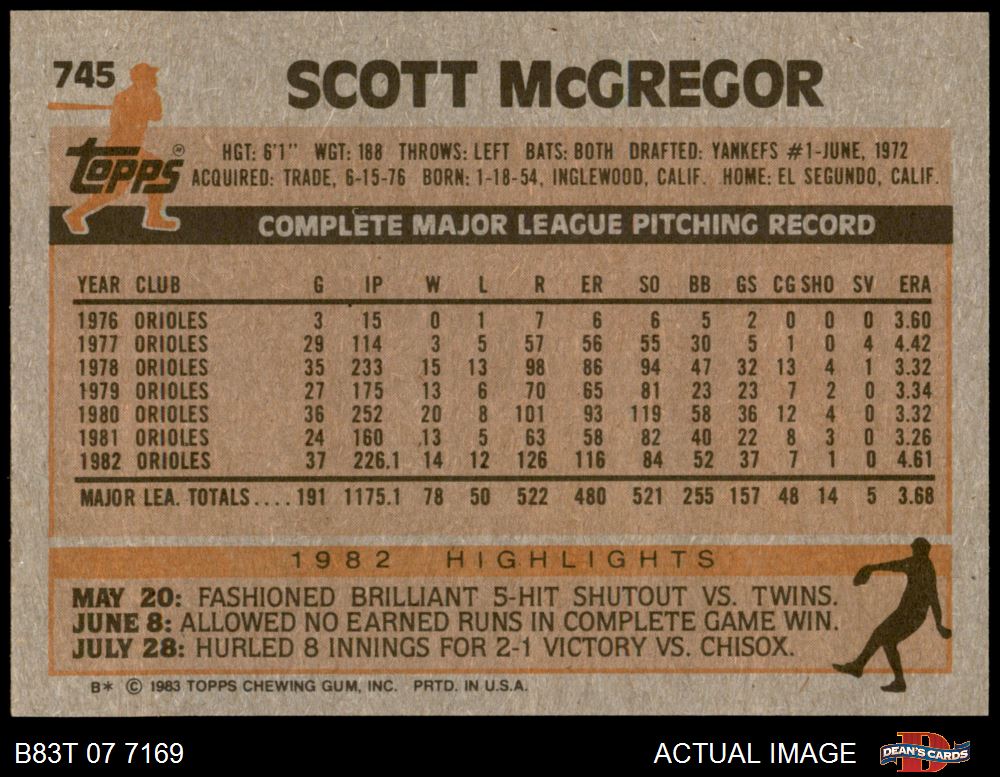 745
SCOTT McGREGOR
Topps
HGT: 6'1" WGT: 188 THROWS: LEFT BATS: BOTH DRAFTED: YANKEFS #1-JUNE, 1972
ACQUIRED: TRADE, 6-15-76 BORN: 1-18-54, INGLEWOOD, CALIF. HOME: EL SEGUNDO, CALIF.
COMPLETE MAJOR LEAGUE PITCHING RECORD
YEAR CLUB G IP W L R ER SO BB GS CG SHO SV ERA
1976 ORIOLES 3 15 0 1 7 6 6 5 2 0 0 0 3.60
1977 ORIOLES 29 114 3 5 57 56 55 30 5 1 0 4 4.42
1978 ORIOLES 35 233 15 13 98 86 94 47 32 13 4 1 3.32
1979 ORIOLES 27 175 13 6 70 65 81 23 23 7 2 0 3.34
1980 ORIOLES 36 252 20 8 101 93 119 58 36 12 4 0 3.32
1981 ORIOLES 24 160 13 5 63 58 82 40 22 8 3 0 3.26
1982 ORIOLES 37 226.1 14 12 126 116 84 52 37 7 1 0 4.61
MAJOR LEA. TOTALS.... 191 1175.1 78 50 522 480 521 255 157 48 14 5 3.68
1982 HIGHLIGHTS
MAY 20: FASHIONED BRILLIANT 5-HIT SHUTOUT VS. TWINS.
JUNE 8: ALLOWED NO EARNED RUNS IN COMPLETE GAME WIN.
JULY 28: HURLED 8 INNINGS FOR 2-1 VICTORY VS. CHISOX.
B* © 1983 TOPPS CHEWING GUM, INC. PRTD. IN U.S.A.
B83T 07 7169 ACTUAL IMAGE DEAN'S CARDS